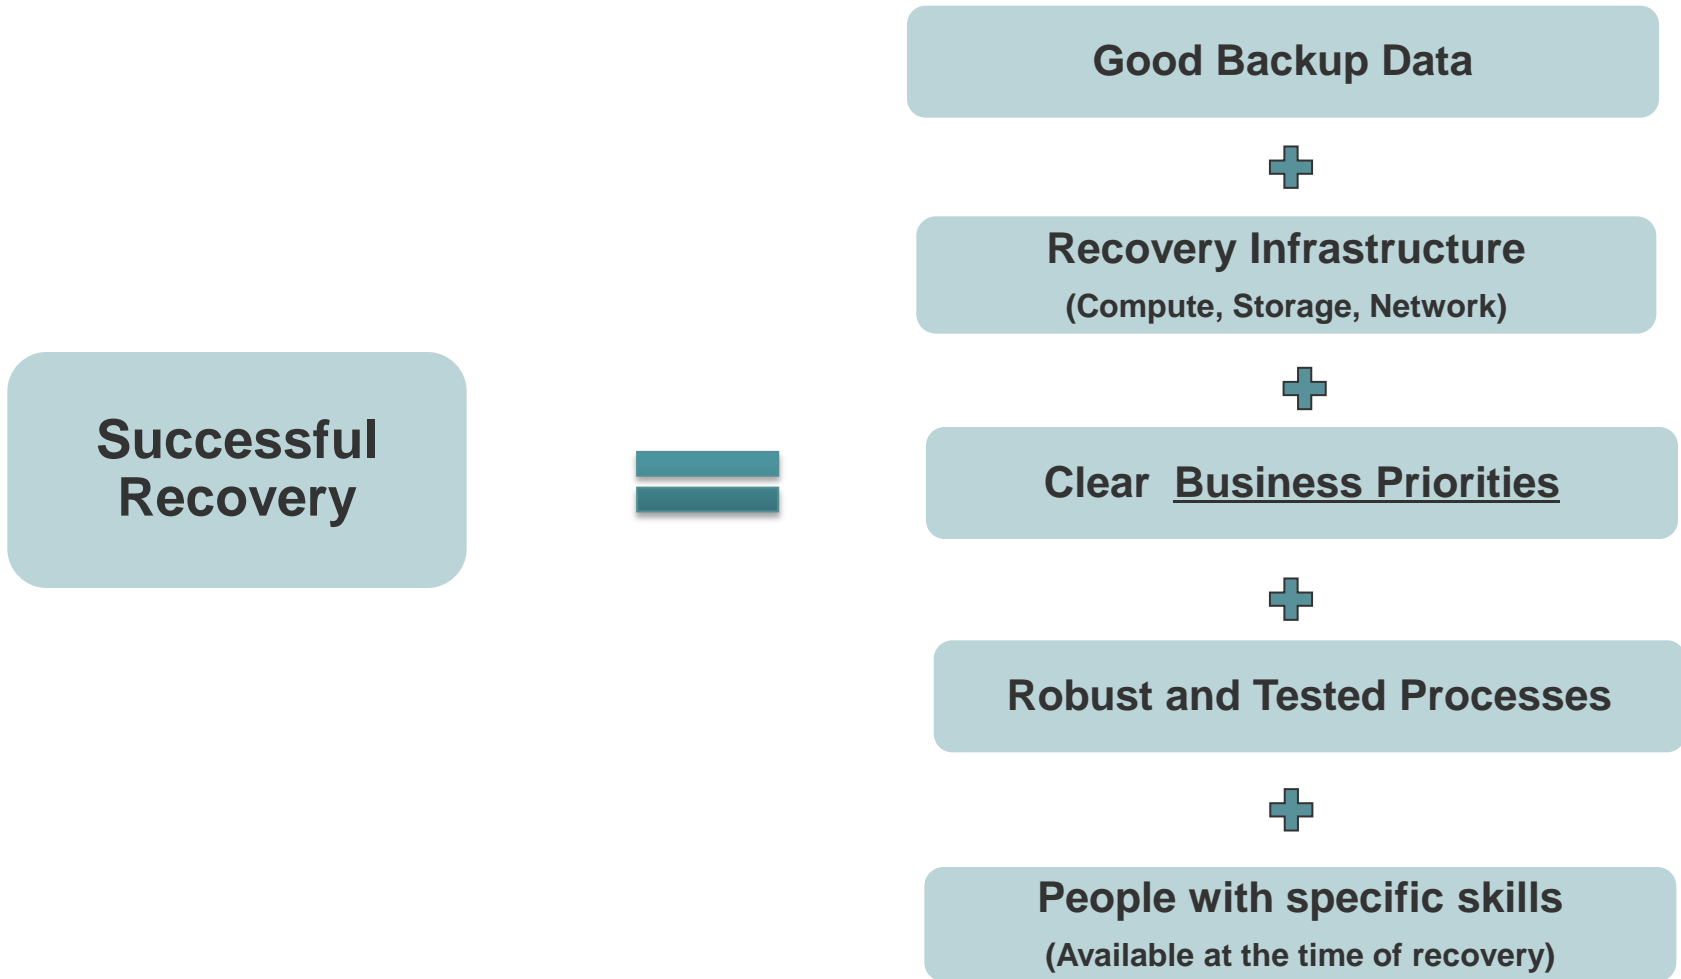 Successful
Recovery
Good Backup Data
Recovery Infrastructure
(Compute, Storage, Network)
Clear Business Priorities
Robust and Tested Processes
People with specific skills
(Available at the time of recovery)